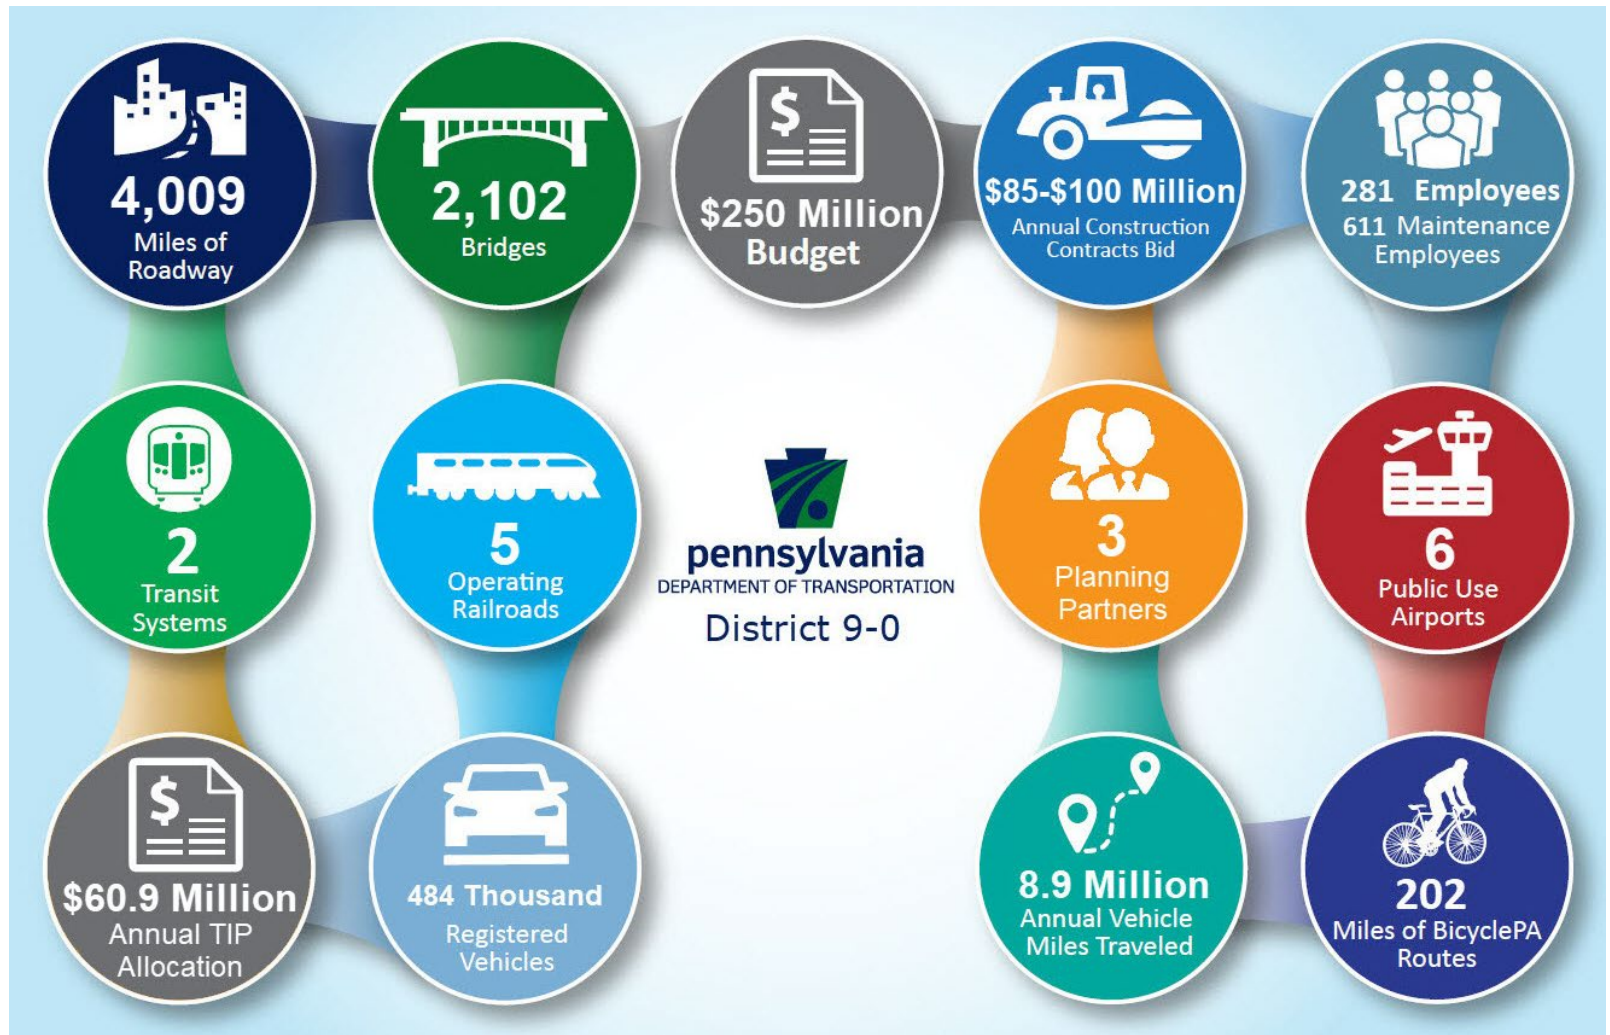 4,009
Miles of
Roadway
2,102
Bridges
$
$250 Million
Budget
$85-$100 Million
Annual Construction
Contracts Bid
281 Employees
611 Maintenance
Employees
2
Transit
Systems
5
Operating
Railroads
pennsylvania
DEPARTMENT OF TRANSPORTATION
District 9-0
3
Planning
Partners
6
Public Use
Airports
$
$60.9 Million
Annual TIP
Allocation
484 Thousand
Registered
Vehicles
8.9 Million
Annual Vehicle
Miles Traveled
202
Miles of BicyclePA
Routes